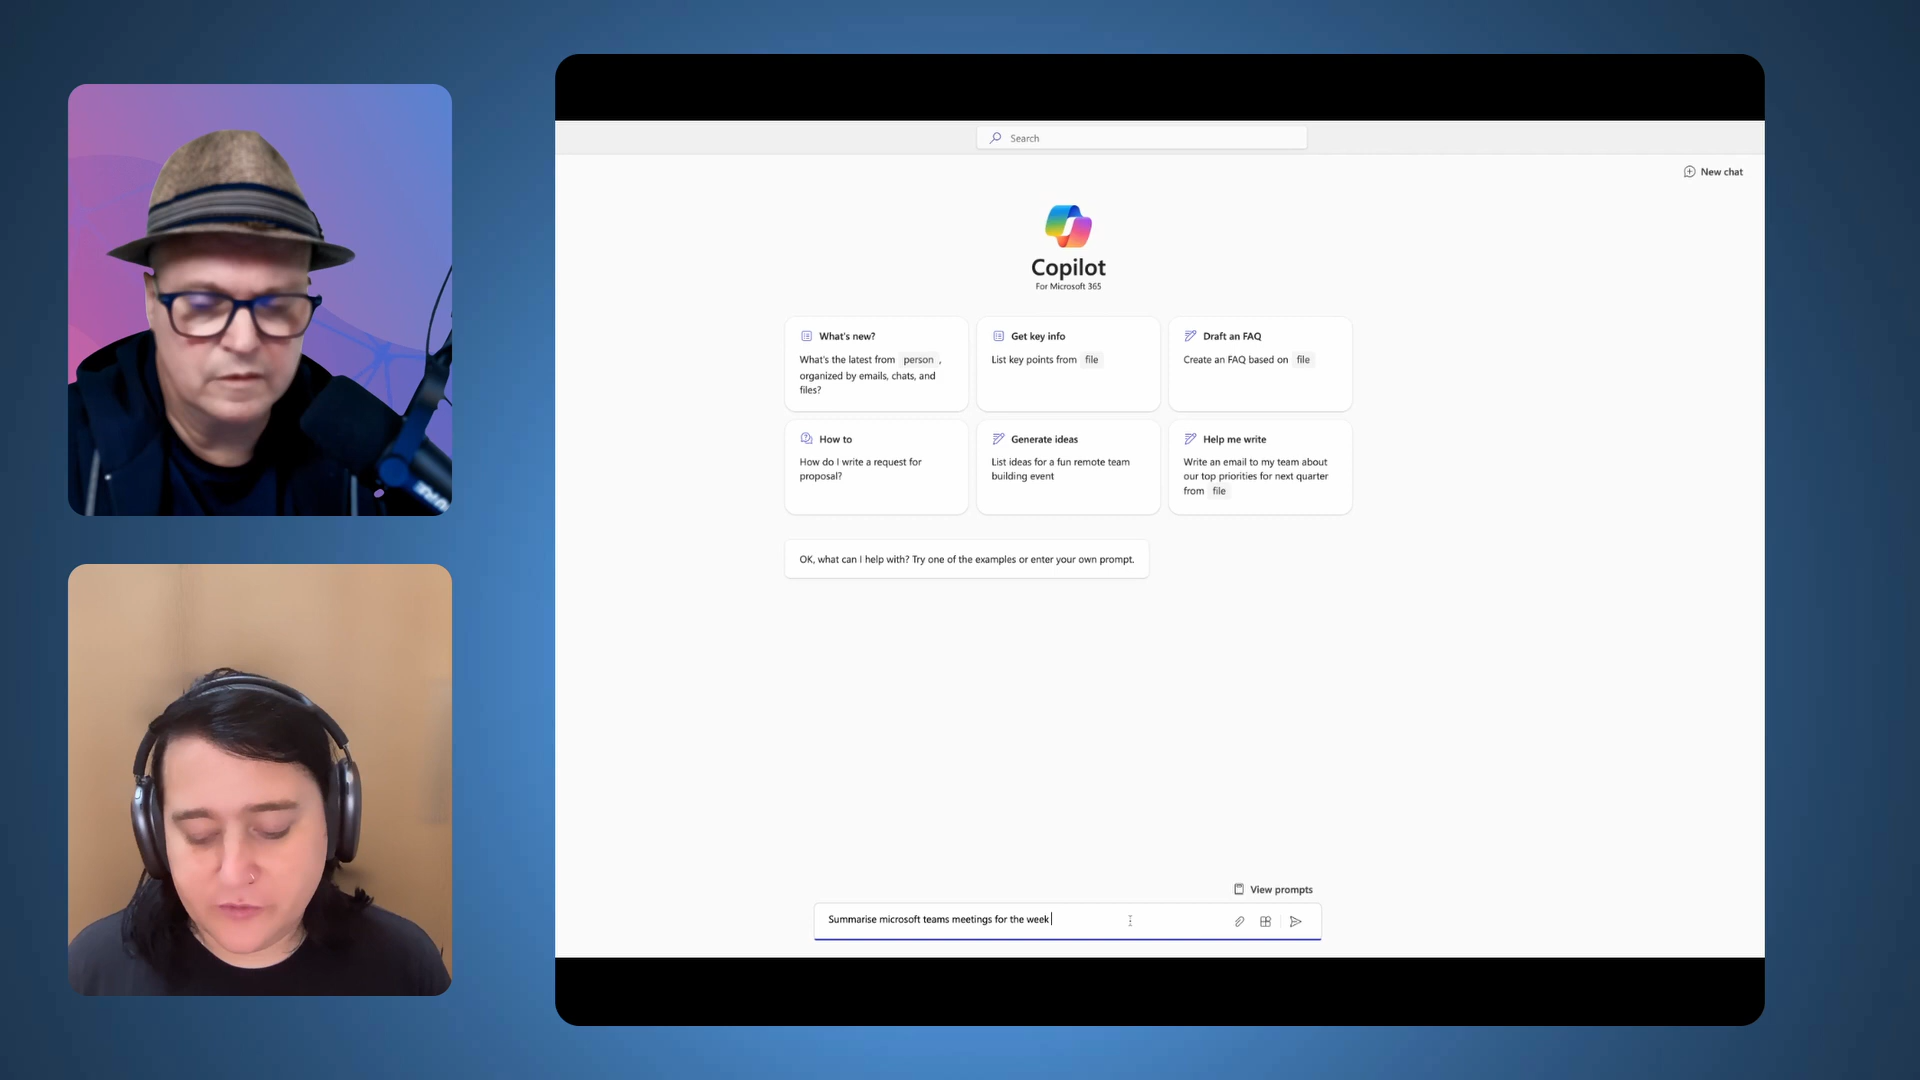 Search
New chat
Copilot
For Microsoft 365
What's new?
What's the latest from person ,
organized by emails, chats, and
files?
Get key info
List key points from file
Draft an FAQ
Create an FAQ based on file
How to
How do I write a request for
proposal?
Generate ideas
List ideas for a fun remote team
building event
Help me write
Write an email to my team about
our top priorities for next quarter
from file
OK, what can I help with? Try one of the examples or enter your own prompt.
View prompts
Summarise microsoft teams meetings for the week